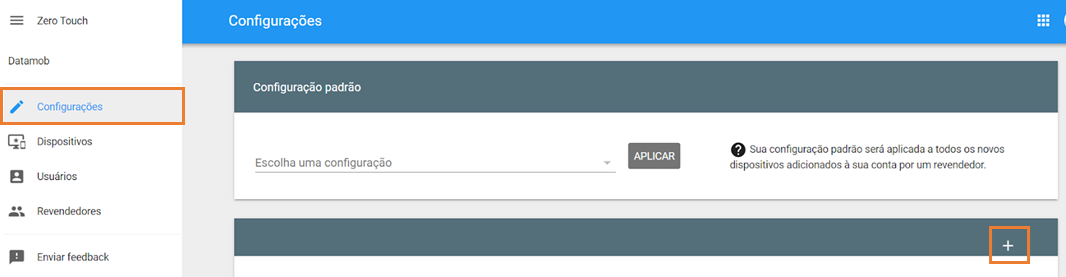 Zero Touch
Configurações
Datamob
Configurações
Dispositivos
Usuários
Revendedores
Enviar feedback
Configuração padrão
Escolha uma configuração
APLICAR
? Sua configuração padrão será aplicada a todos os novos
dispositivos adicionados à sua conta por um revendedor.
+